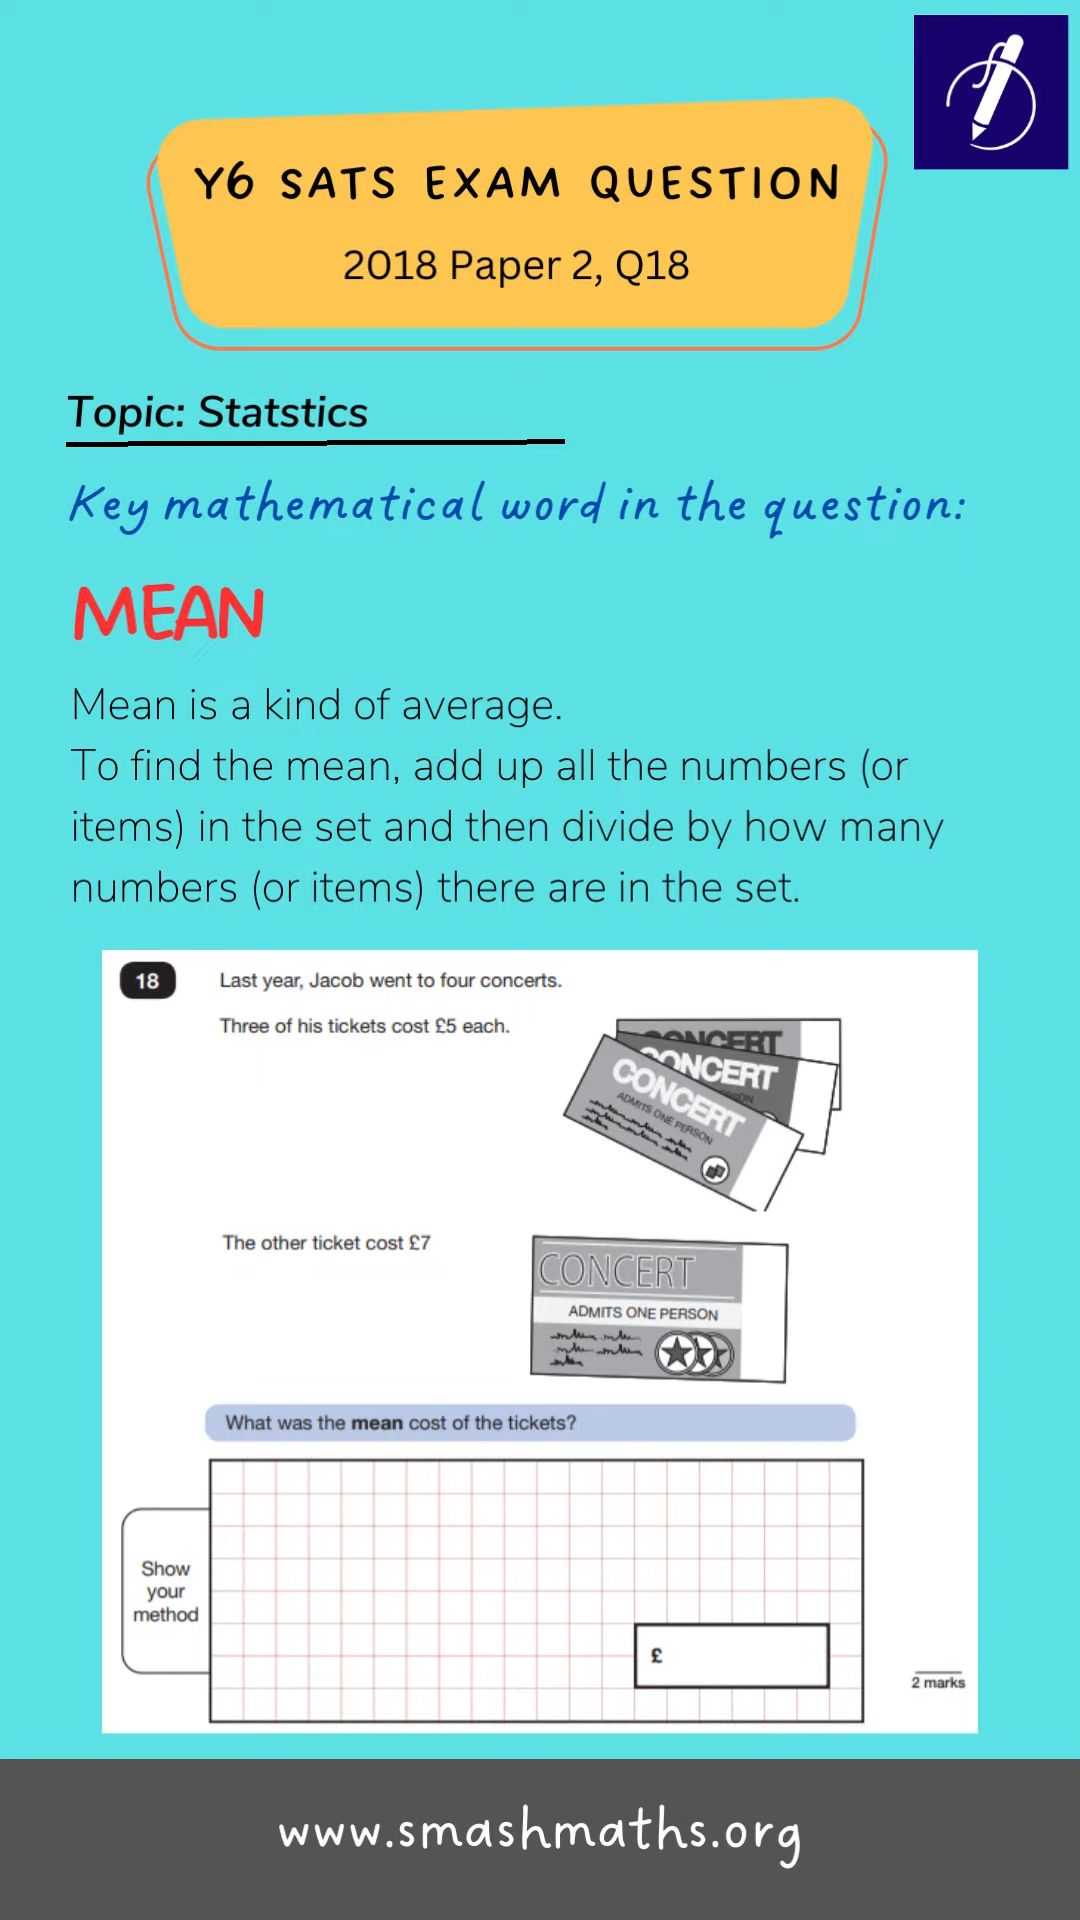 Y6 SATS EXAM QUESTION
2018 Paper 2, Q18
Topic: Statstics
Key mathematical word in the question:
MEAN
Mean is a kind of average.
To find the mean, add up all the numbers (or
items) in the set and then divide by how many
numbers (or items) there are in the set.
18 Last year, Jacob went to four concerts.
Three of his tickets cost £5 each.
CONCERT
CONCERT
PERSON
CONCERT
ADMITS ONE PERSON
The other ticket cost £7
CONCERT
ADMITS ONE PERSON
What was the mean cost of the tickets?
Show
your
method
£
2 marks
www.smashmaths.org